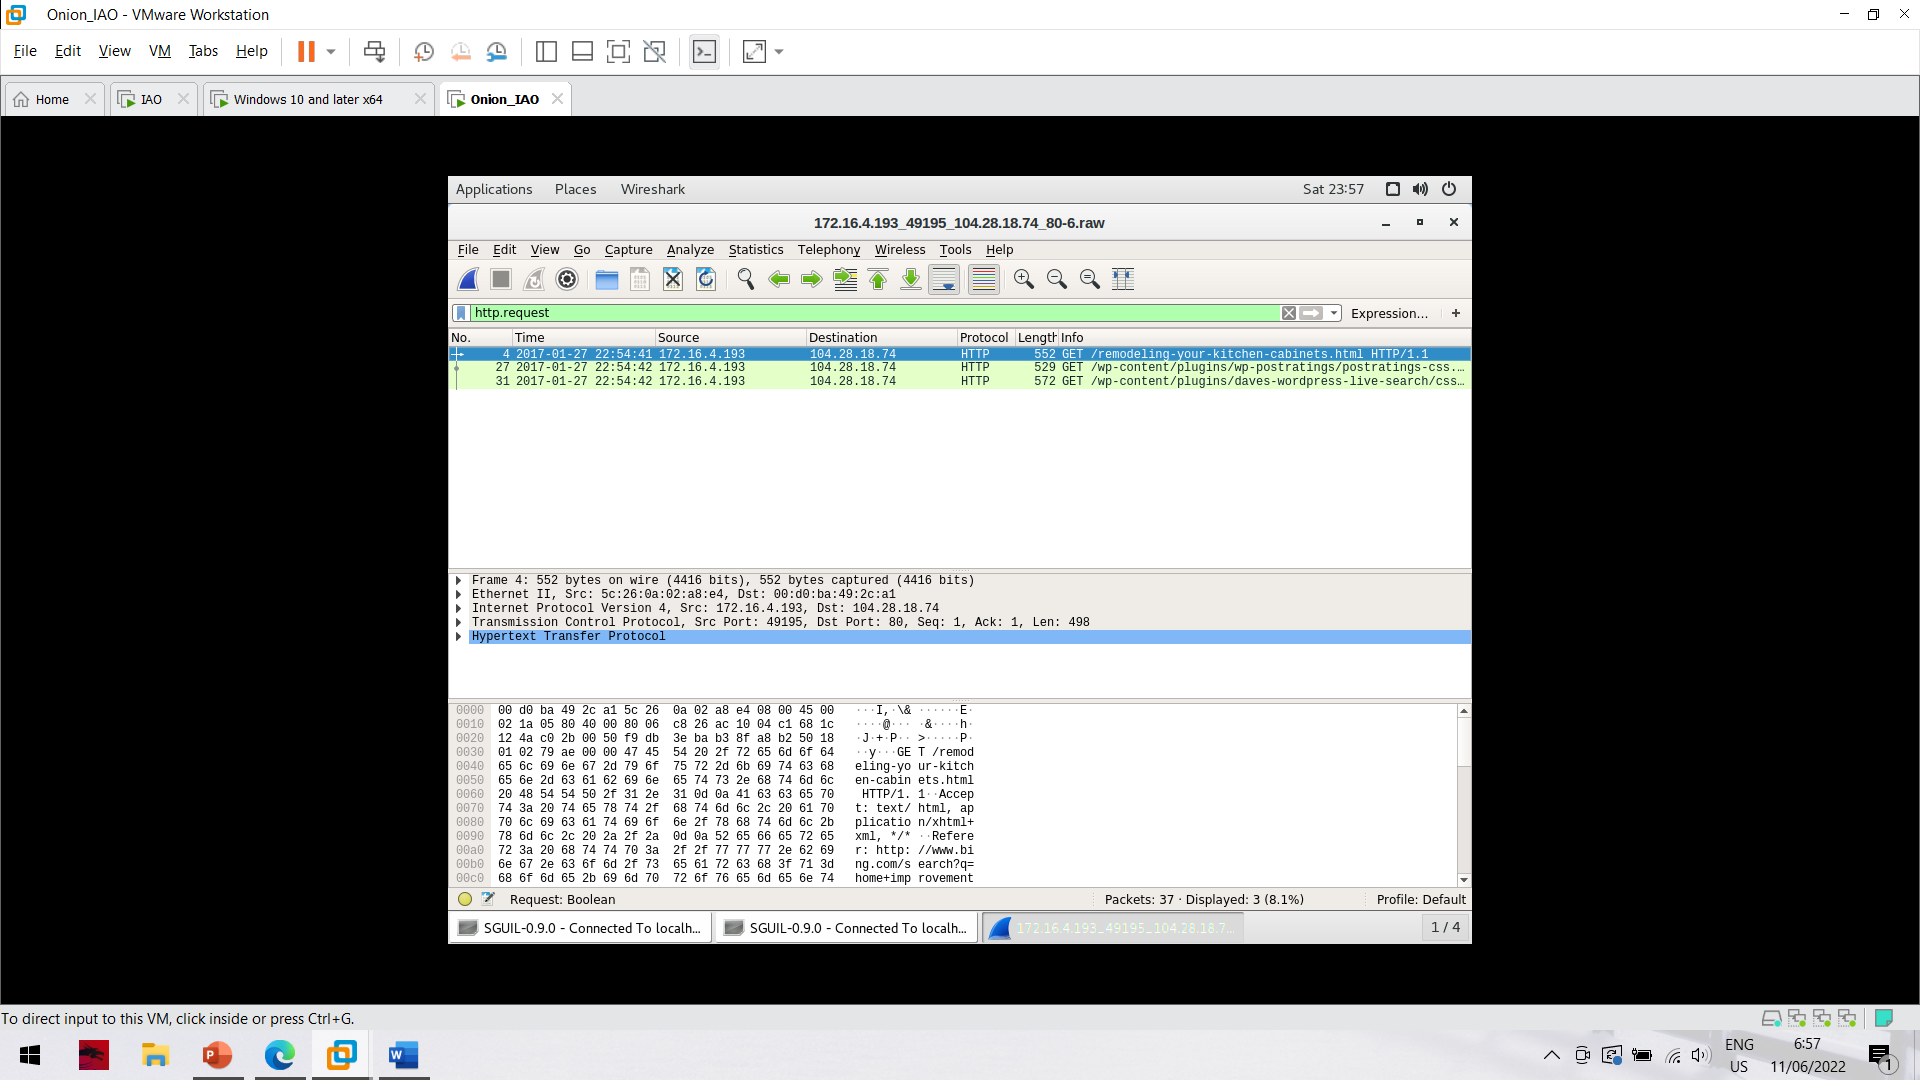 Onion_IAO - VMware Workstation
File Edit View VM Tabs Help
Home IAO Windows 10 and later x64 Onion_IAO
Applications Places Wireshark Sat 23:57
172.16.4.193_49195_104.28.18.74_80-6.raw
File Edit View Go Capture Analyze Statistics Telephony Wireless Tools Help
http.request Expression... +
No. Time Source Destination Protocol Length Info
4 2017-01-27 22:54:41 172.16.4.193 104.28.18.74 HTTP 552 GET /remodeling-your-kitchen-cabinets.html HTTP/1.1
27 2017-01-27 22:54:42 172.16.4.193 104.28.18.74 HTTP 529 GET /wp-content/plugins/wp-postratings/postratings-css....
31 2017-01-27 22:54:42 172.16.4.193 104.28.18.74 HTTP 572 GET /wp-content/plugins/daves-wordpress-live-search/css...
Frame 4: 552 bytes on wire (4416 bits), 552 bytes captured (4416 bits)
Ethernet II, Src: 5c:26:0a:02:a8:e4, Dst: 00:d0:ba:49:2c:a1
Internet Protocol Version 4, Src: 172.16.4.193, Dst: 104.28.18.74
Transmission Control Protocol, Src Port: 49195, Dst Port: 80, Seq: 1, Ack: 1, Len: 498
Hypertext Transfer Protocol
0000 00 d0 ba 49 2c a1 5c 26 0a 02 a8 e4 08 00 45 00 ···I,·\& ······E·
0010 02 1a 05 80 40 00 80 06 c8 26 ac 10 04 c1 68 1c ····@··· ·&····h·
0020 12 4a c0 2b 00 50 f9 db 3e ba b3 8f a8 b2 50 18 ·J·+·P·· >·····P·
0030 01 02 79 ae 00 00 47 45 54 20 2f 72 65 6d 6f 64 ··y···GE T /remod
0040 65 6c 69 6e 67 2d 79 6f 75 72 2d 6b 69 74 63 68 eling-yo ur-kitch
0050 65 6e 2d 63 61 62 69 6e 65 74 73 2e 68 74 6d 6c en-cabin ets.html
0060 20 48 54 54 50 2f 31 2e 31 0d 0a 41 63 63 65 70 HTTP/1. 1··Accep
0070 74 3a 20 74 65 78 74 2f 68 74 6d 6c 2c 20 61 70 t: text/ html, ap
0080 70 6c 69 63 61 74 69 6f 6e 2f 78 68 74 6d 6c 2b plicatio n/xhtml+
0090 78 6d 6c 2c 20 2a 2f 2a 0d 0a 52 65 66 65 72 65 xml, */* ··Refere
00a0 72 3a 20 68 74 74 70 3a 2f 2f 77 77 77 2e 62 69 r: http: //www.bi
00b0 6e 67 2e 63 6f 6d 2f 73 65 61 72 63 68 3f 71 3d ng.com/s earch?q=
00c0 68 6f 6d 65 2b 69 6d 70 72 6f 76 65 6d 65 6e 74 home+imp rovement
Request: Boolean Packets: 37 · Displayed: 3 (8.1%) Profile: Default
SGUIL-0.9.0 - Connected To localh... SGUIL-0.9.0 - Connected To localh... 172.16.4.193_49195_104.28.18.7... 1 / 4
To direct input to this VM, click inside or press Ctrl+G.
ENG 6:57
US 11/06/2022 1